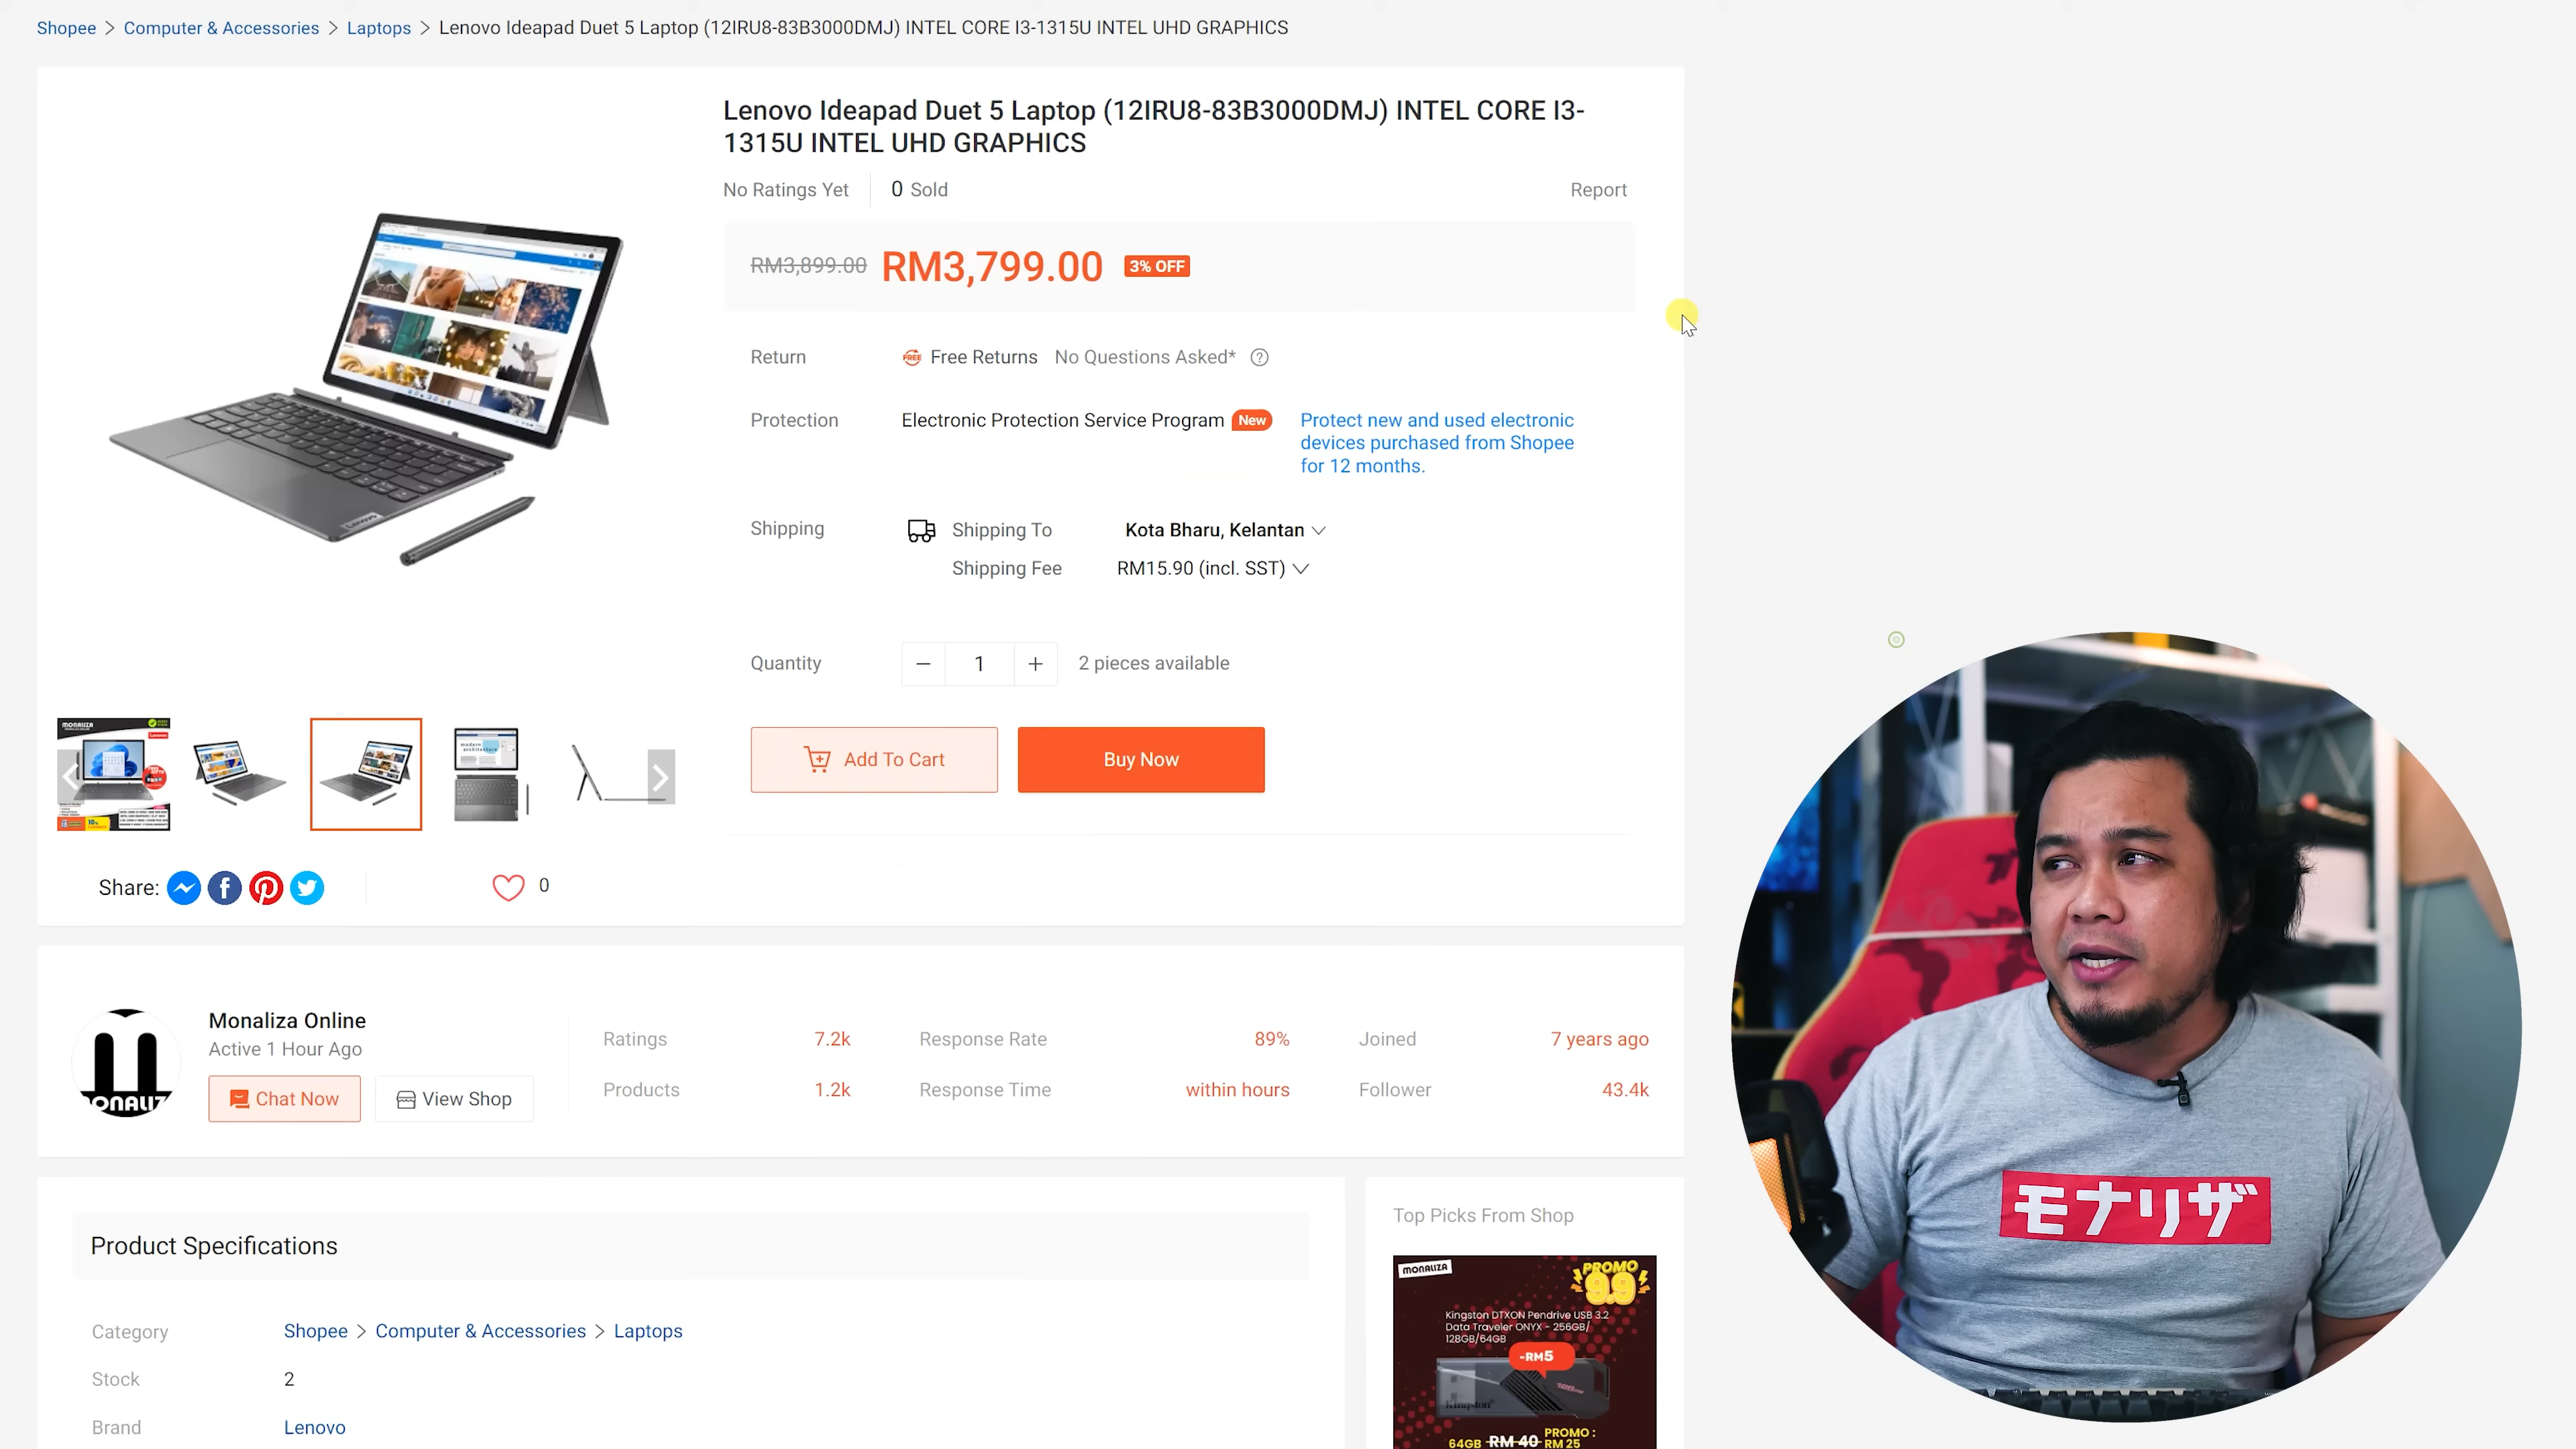 Shopee > Computer & Accessories > Laptops > Lenovo Ideapad Duet 5 Laptop (12IRU8-83B3000DMJ) INTEL CORE I3-1315U INTEL UHD GRAPHICS
Lenovo Ideapad Duet 5 Laptop (12IRU8-83B3000DMJ) INTEL CORE I3-
1315U INTEL UHD GRAPHICS
No Ratings Yet
0 Sold
Report
RM3,899.00 RM3,799.00 3% OFF
Return
FREE Free Returns No Questions Asked*
Protection
Electronic Protection Service Program New
Protect new and used electronic
devices purchased from Shopee
for 12 months.
Shipping
Shipping To
Kota Bharu, Kelantan
Shipping Fee
RM15.90 (incl. SST)
Quantity
1
2 pieces available
Add To Cart
Buy Now
MONALIZA
Lenovo
Share:
0
Monaliza Online
Active 1 Hour Ago
Chat Now
View Shop
Ratings 7.2k
Response Rate 89%
Joined 7 years ago
Products 1.2k
Response Time within hours
Follower 43.4k
Product Specifications
Category
Shopee > Computer & Accessories > Laptops
Stock
2
Brand
Lenovo
Top Picks From Shop
MONALIZA
PROMO
9.9
Kingston DTXON Pendrive USB 3.2
Data Traveler ONYX - 256GB/
128GB/64GB
-RM5
Kingston
64GB RM 40 PROMO :
RM 25
モナリザ